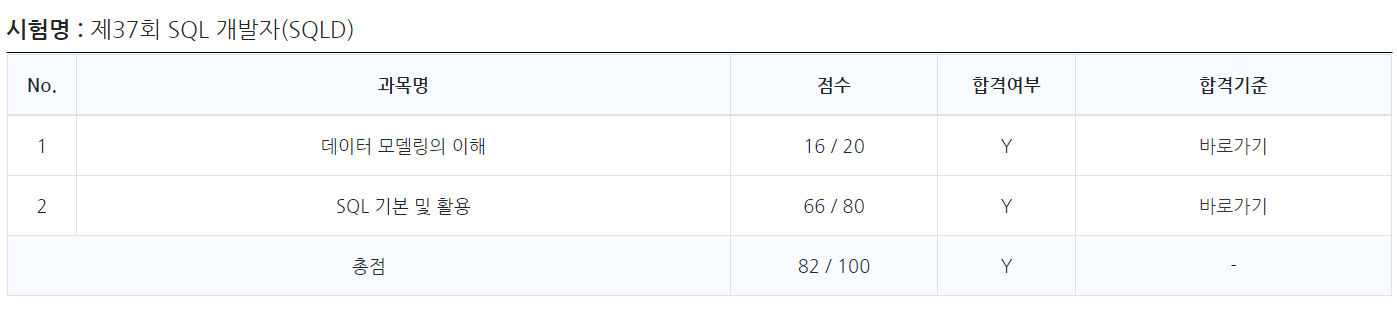 시험명 : 제37회 SQL 개발자(SQLD)
No. 과목명 점수 합격여부 합격기준
1 데이터 모델링의 이해 16 / 20 Y 바로가기
2 SQL 기본 및 활용 66 / 80 Y 바로가기
총점 82 / 100 Y -